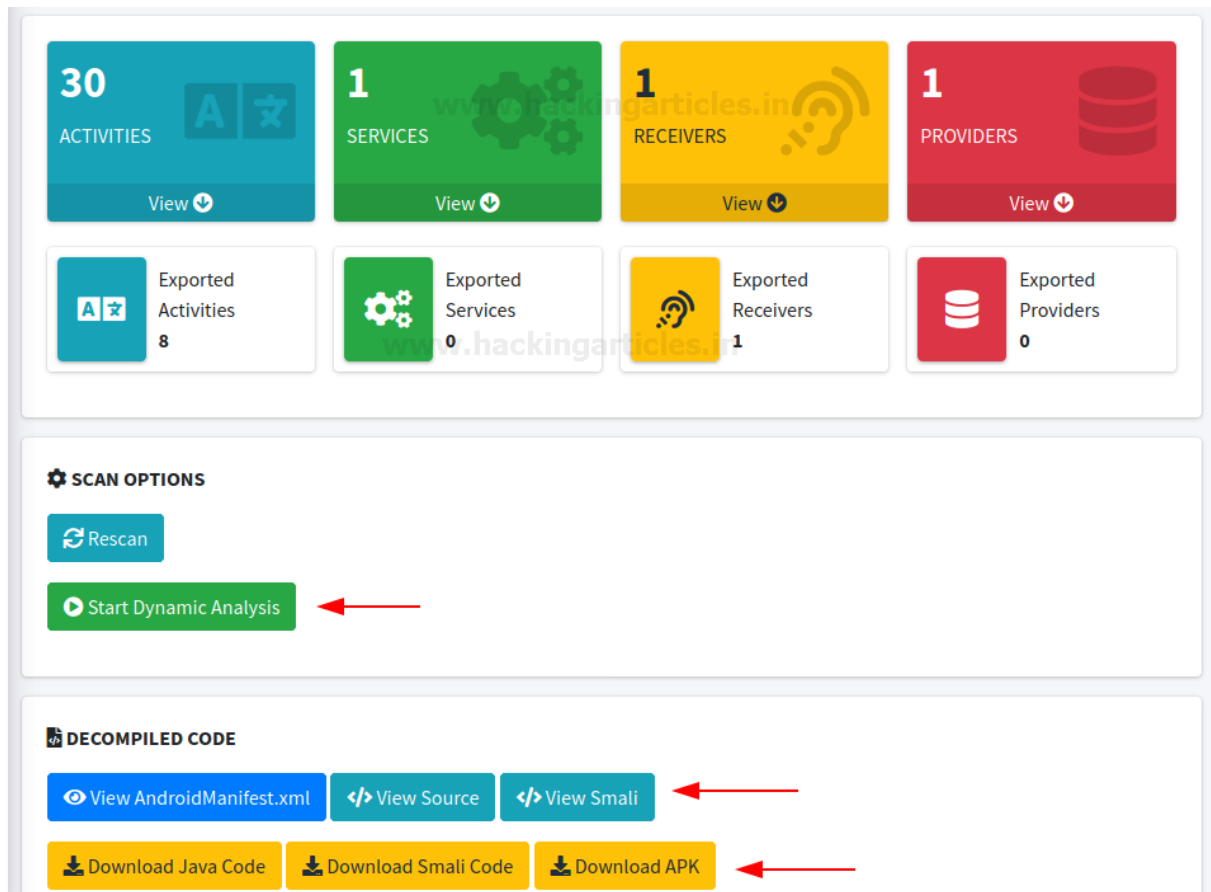 30
ACTIVITIES
View
1
SERVICES
View
1
RECEIVERS
View
1
PROVIDERS
View
www.hackingarticles.in
Exported
Activities
8
Exported
Services
0
Exported
Receivers
1
Exported
Providers
0
www.hackingarticles.in
SCAN OPTIONS
Rescan
Start Dynamic Analysis
DECOMPILED CODE
View AndroidManifest.xml
</> View Source
</> View Smali
Download Java Code
Download Smali Code
Download APK